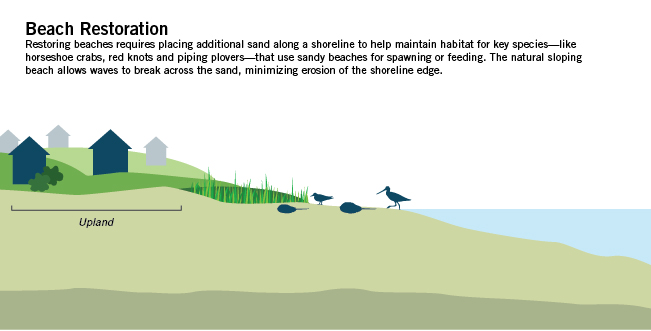 Beach Restoration
Restoring beaches requires placing additional sand along a shoreline to help maintain habitat for key species—like
horseshoe crabs, red knots and piping plovers—that use sandy beaches for spawning or feeding. The natural sloping
beach allows waves to break across the sand, minimizing erosion of the shoreline edge.
Upland